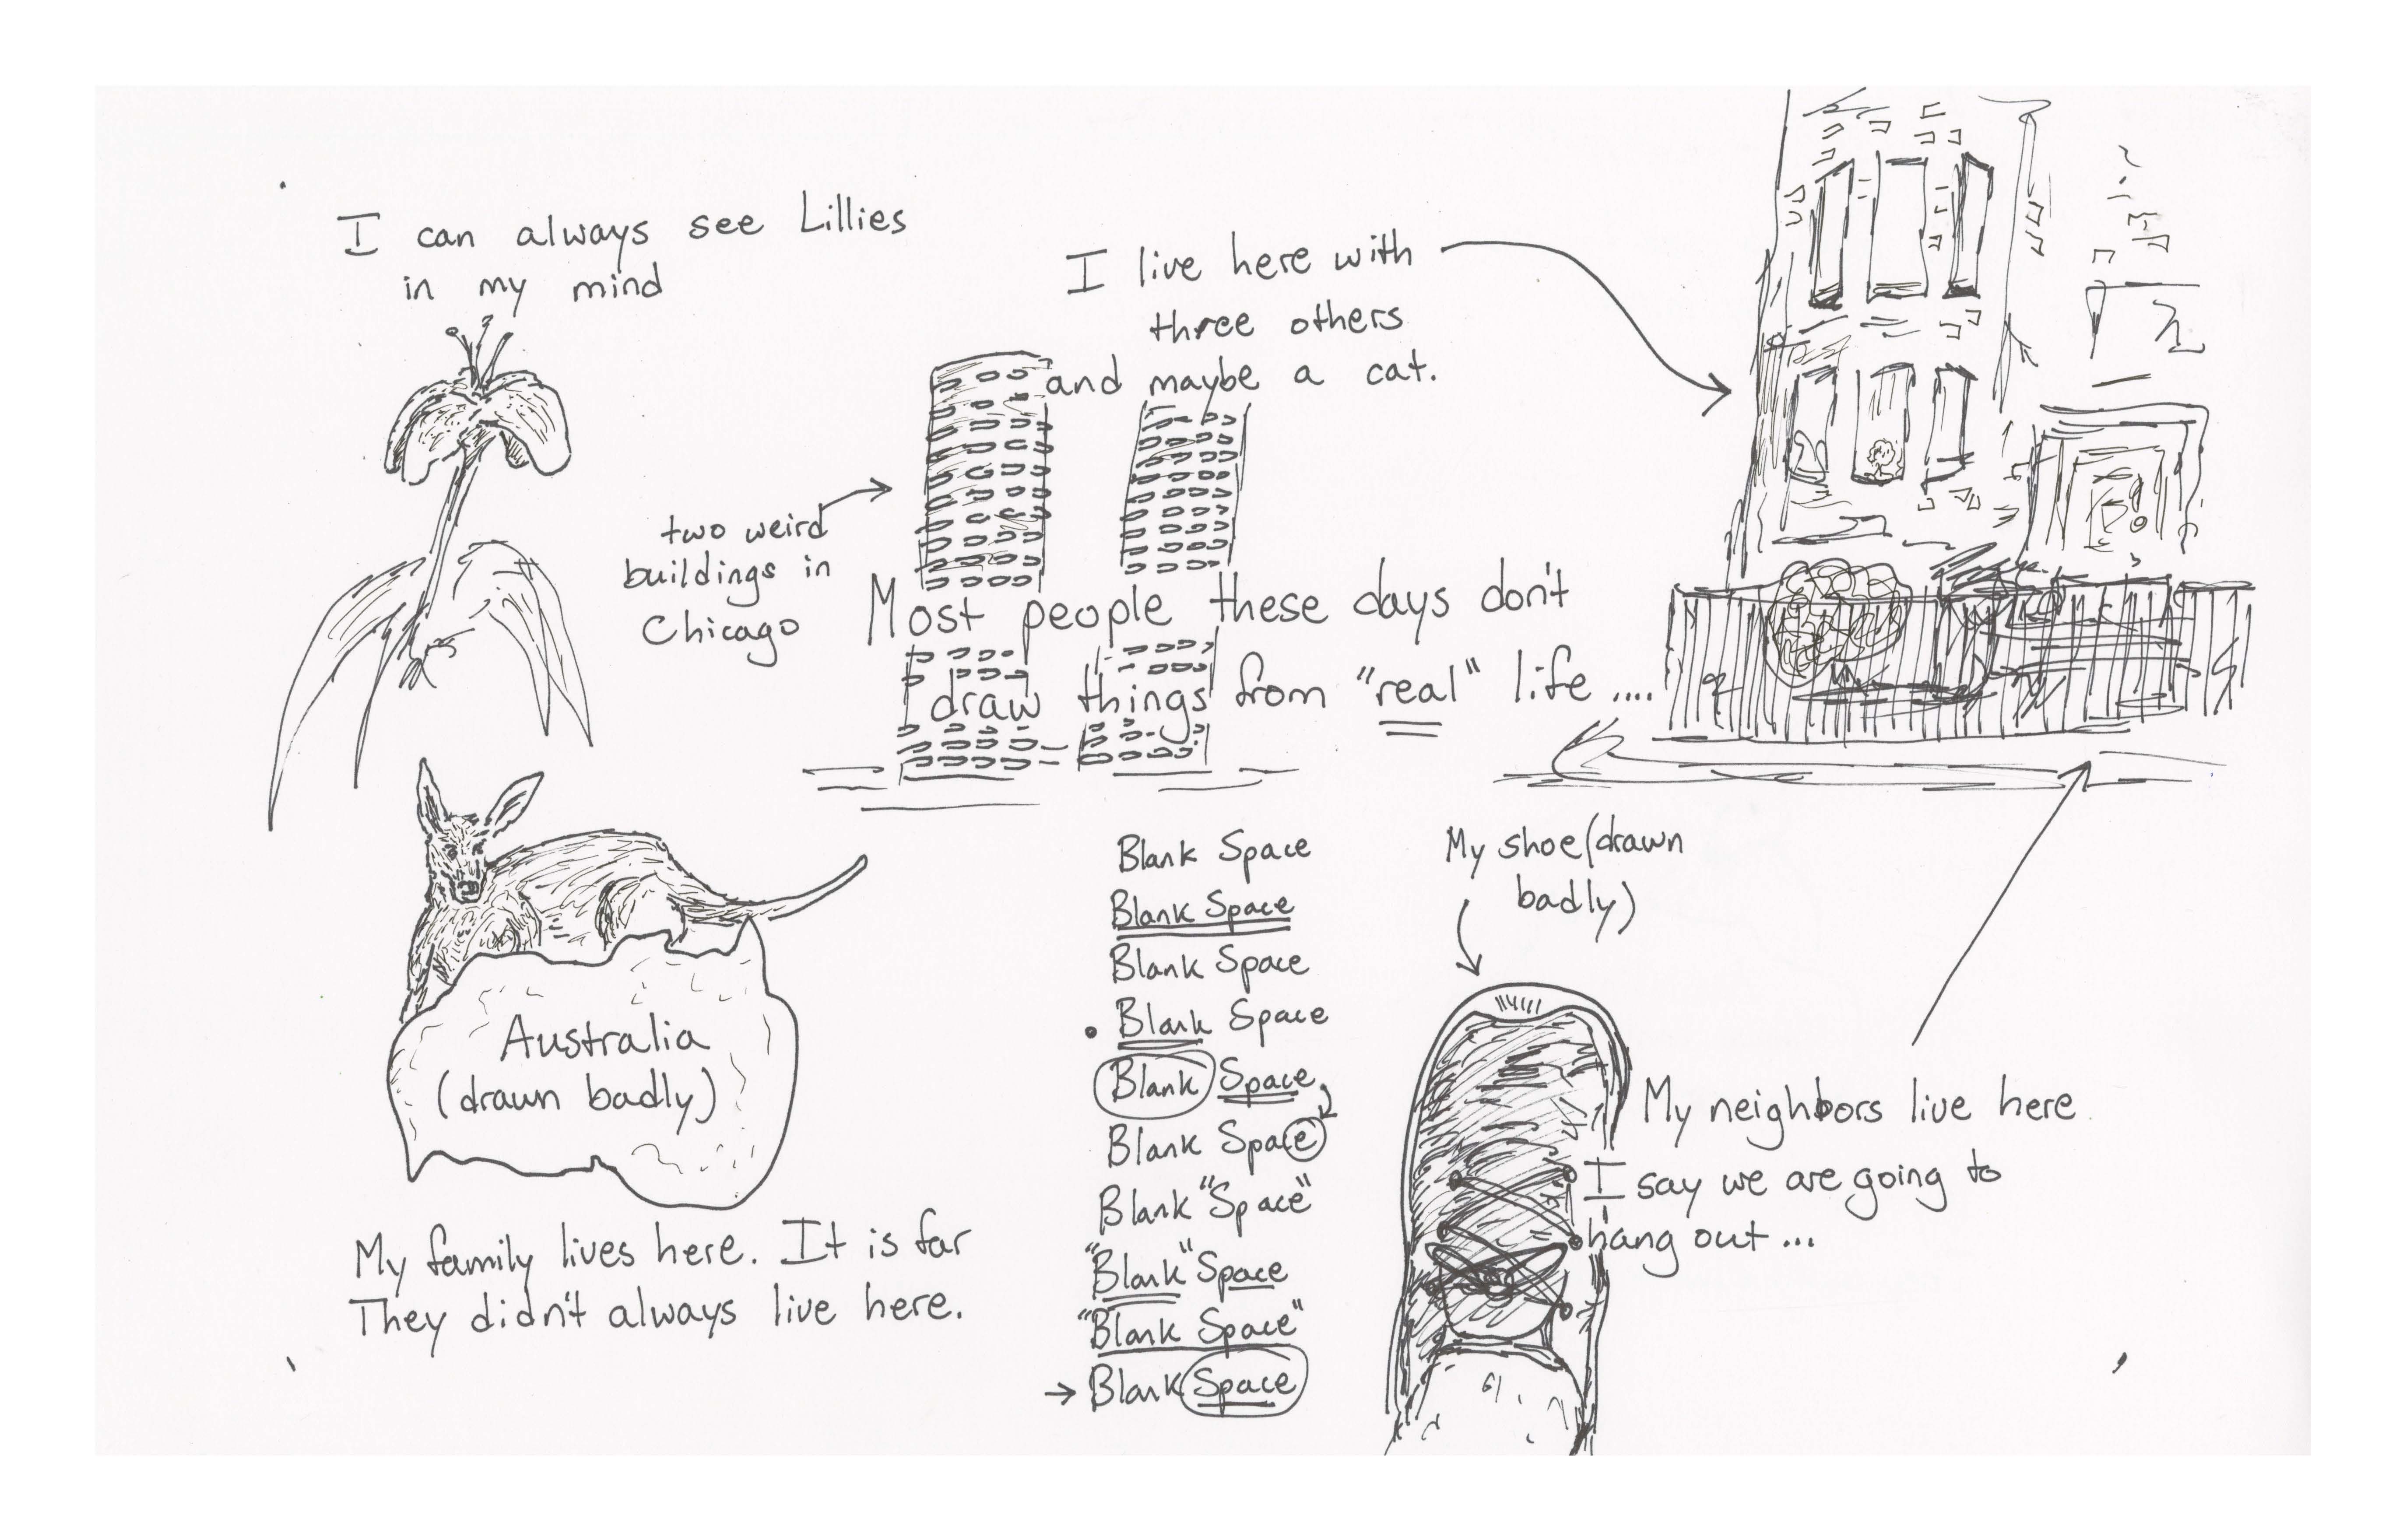 I can always see Lillies
in my mind
I live here with
three others
and maybe a cat.
two weird
buildings in
Chicago
Most people these days don't
draw things from "real" life ....
Australia
(drawn badly)
My family lives here. It is far
They didn't always live here.
Blank Space
Blank Space
Blank Space
• Blank Space
Blank Space
Blank Space
Blank "Space"
"Blank" Space
"Blank Space"
→ Blank Space
My shoe (drawn
badly)
My neighbors live here
I say we are going to
hang out ...